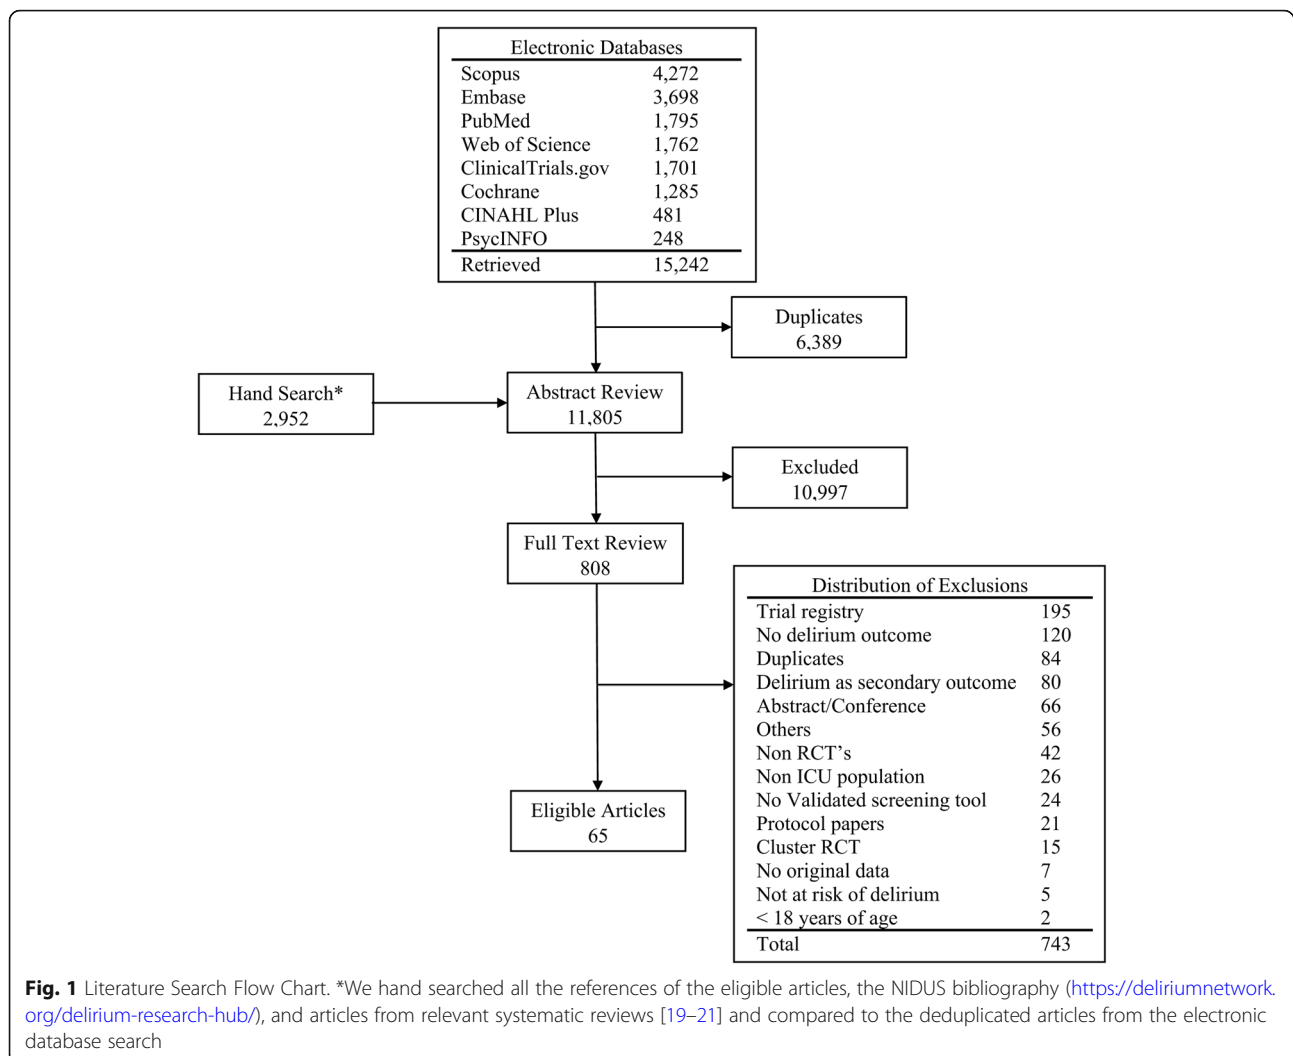 Electronic Databases
Scopus 4,272
Embase 3,698
PubMed 1,795
Web of Science 1,762
ClinicalTrials.gov 1,701
Cochrane 1,285
CINAHL Plus 481
PsycINFO 248
Retrieved 15,242
Duplicates
6,389
Hand Search*
2,952
Abstract Review
11,805
Excluded
10,997
Full Text Review
808
Distribution of Exclusions
Trial registry 195
No delirium outcome 120
Duplicates 84
Delirium as secondary outcome 80
Abstract/Conference 66
Others 56
Non RCT's 42
Non ICU population 26
No Validated screening tool 24
Protocol papers 21
Cluster RCT 15
No original data 7
Not at risk of delirium 5
< 18 years of age 2
Total 743
Eligible Articles
65
Fig. 1 Literature Search Flow Chart. *We hand searched all the references of the eligible articles, the NIDUS bibliography (https://deliriumnetwork.
org/delirium-research-hub/), and articles from relevant systematic reviews [19–21] and compared to the deduplicated articles from the electronic
database search